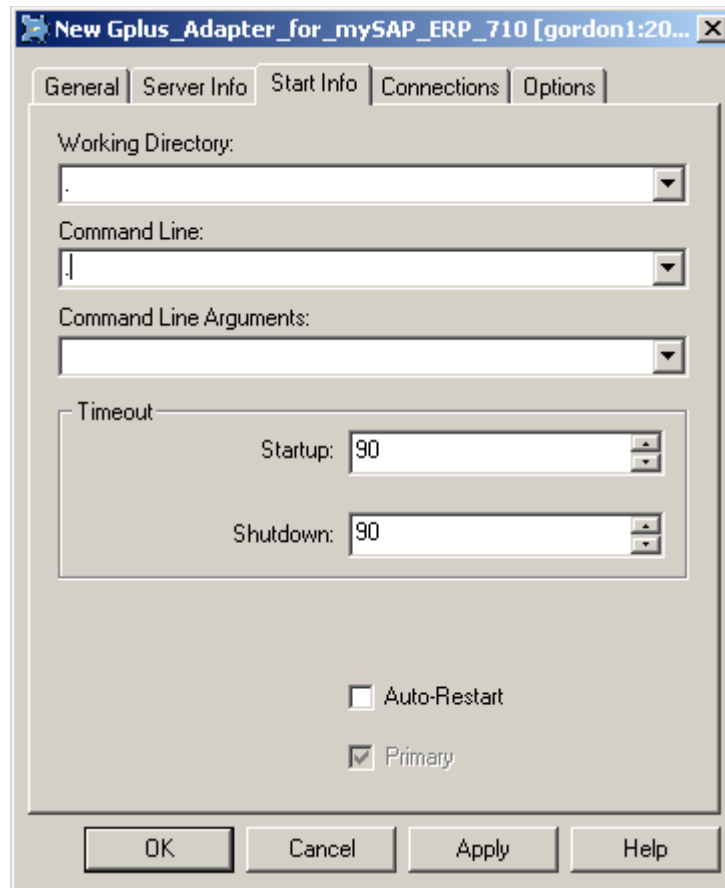 New Gplus_Adapter_for_mySAP_ERP_710 [gordon1:20...
General Server Info Start Info Connections Options
Working Directory:
.
Command Line:
.
Command Line Arguments:
Timeout
Startup: 90
Shutdown: 90
Auto-Restart
Primary
OK Cancel Apply Help